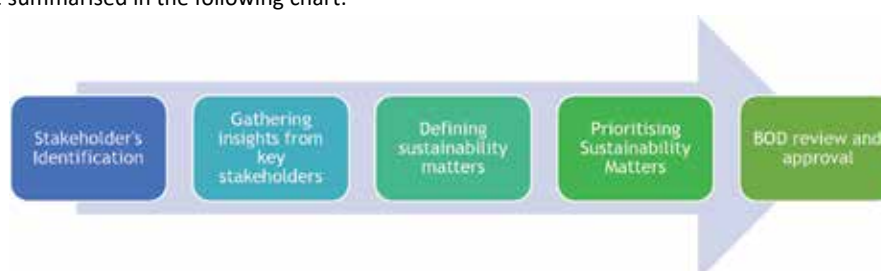 summarised in the following chart:
Stakeholder's
Identification
Gathering
insights from
key
stakeholders
Defining
sustainability
matters
Prioritising
Sustainability
Matters
BOD review and
approval